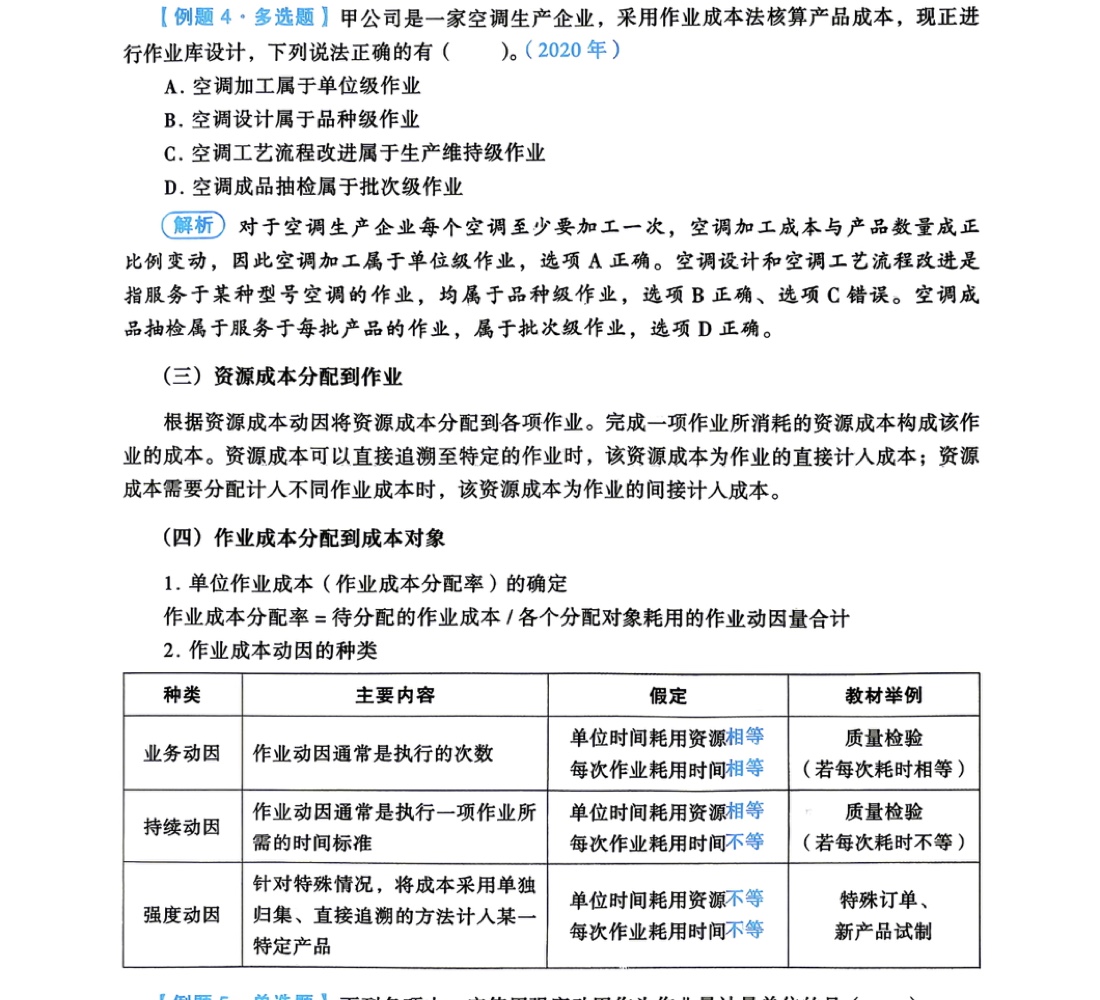 【例题4·多选题】甲公司是一家空调生产企业，采用作业成本法核算产品成本，现正进
行作业库设计，下列说法正确的有（　　）。（2020年）
A. 空调加工属于单位级作业
B. 空调设计属于品种级作业
C. 空调工艺流程改进属于生产维持级作业
D. 空调成品抽检属于批次级作业
解析 对于空调生产企业每个空调至少要加工一次，空调加工成本与产品数量成正
比例变动，因此空调加工属于单位级作业，选项A正确。空调设计和空调工艺流程改进是
指服务于某种型号空调的作业，均属于品种级作业，选项B正确、选项C错误。空调成
品抽检属于服务于每批产品的作业，属于批次级作业，选项D正确。
（三）资源成本分配到作业
根据资源成本动因将资源成本分配到各项作业。完成一项作业所消耗的资源成本构成该作
业的成本。资源成本可以直接追溯至特定的作业时，该资源成本为作业的直接计入成本；资源
成本需要分配计入不同作业成本时，该资源成本为作业的间接计入成本。
（四）作业成本分配到成本对象
1. 单位作业成本（作业成本分配率）的确定
作业成本分配率=待分配的作业成本/各个分配对象耗用的作业动因量合计
2. 作业成本动因的种类
种类 主要内容 假定 教材举例
业务动因 作业动因通常是执行的次数
单位时间耗用资源相等
每次作业耗用时间相等
质量检验
（若每次耗时相等）
持续动因
作业动因通常是执行一项作业所
需的时间标准
单位时间耗用资源相等
每次作业耗用时间不等
质量检验
（若每次耗时不等）
强度动因
针对特殊情况，将成本采用单独
归集、直接追溯的方法计入某一
特定产品
单位时间耗用资源不等
每次作业耗用时间不等
特殊订单、
新产品试制